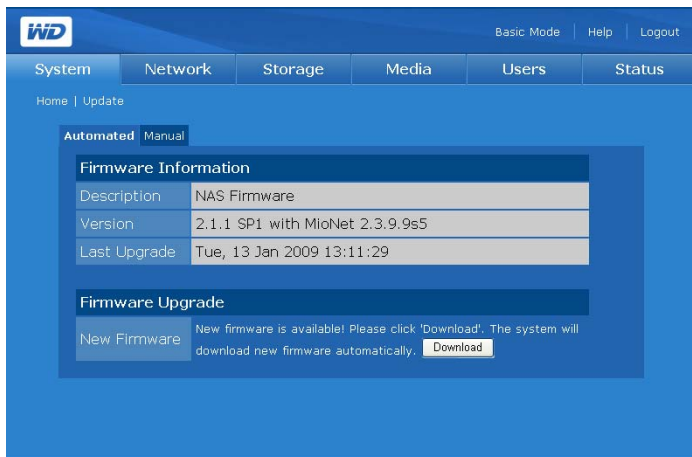 WD
Basic Mode | Help | Logout
System Network Storage Media Users Status
Home | Update
Automated Manual
Firmware Information
Description NAS Firmware
Version 2.1.1 SP1 with MioNet 2.3.9.9s5
Last Upgrade Tue, 13 Jan 2009 13:11:29
Firmware Upgrade
New Firmware New firmware is available! Please click 'Download'. The system will
download new firmware automatically. Download